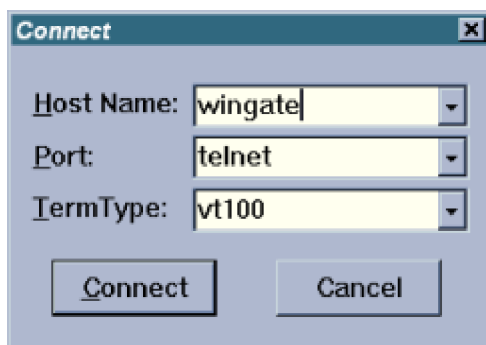 Connect
Host Name: wingate
Port: telnet
TermType: vt100
Connect Cancel